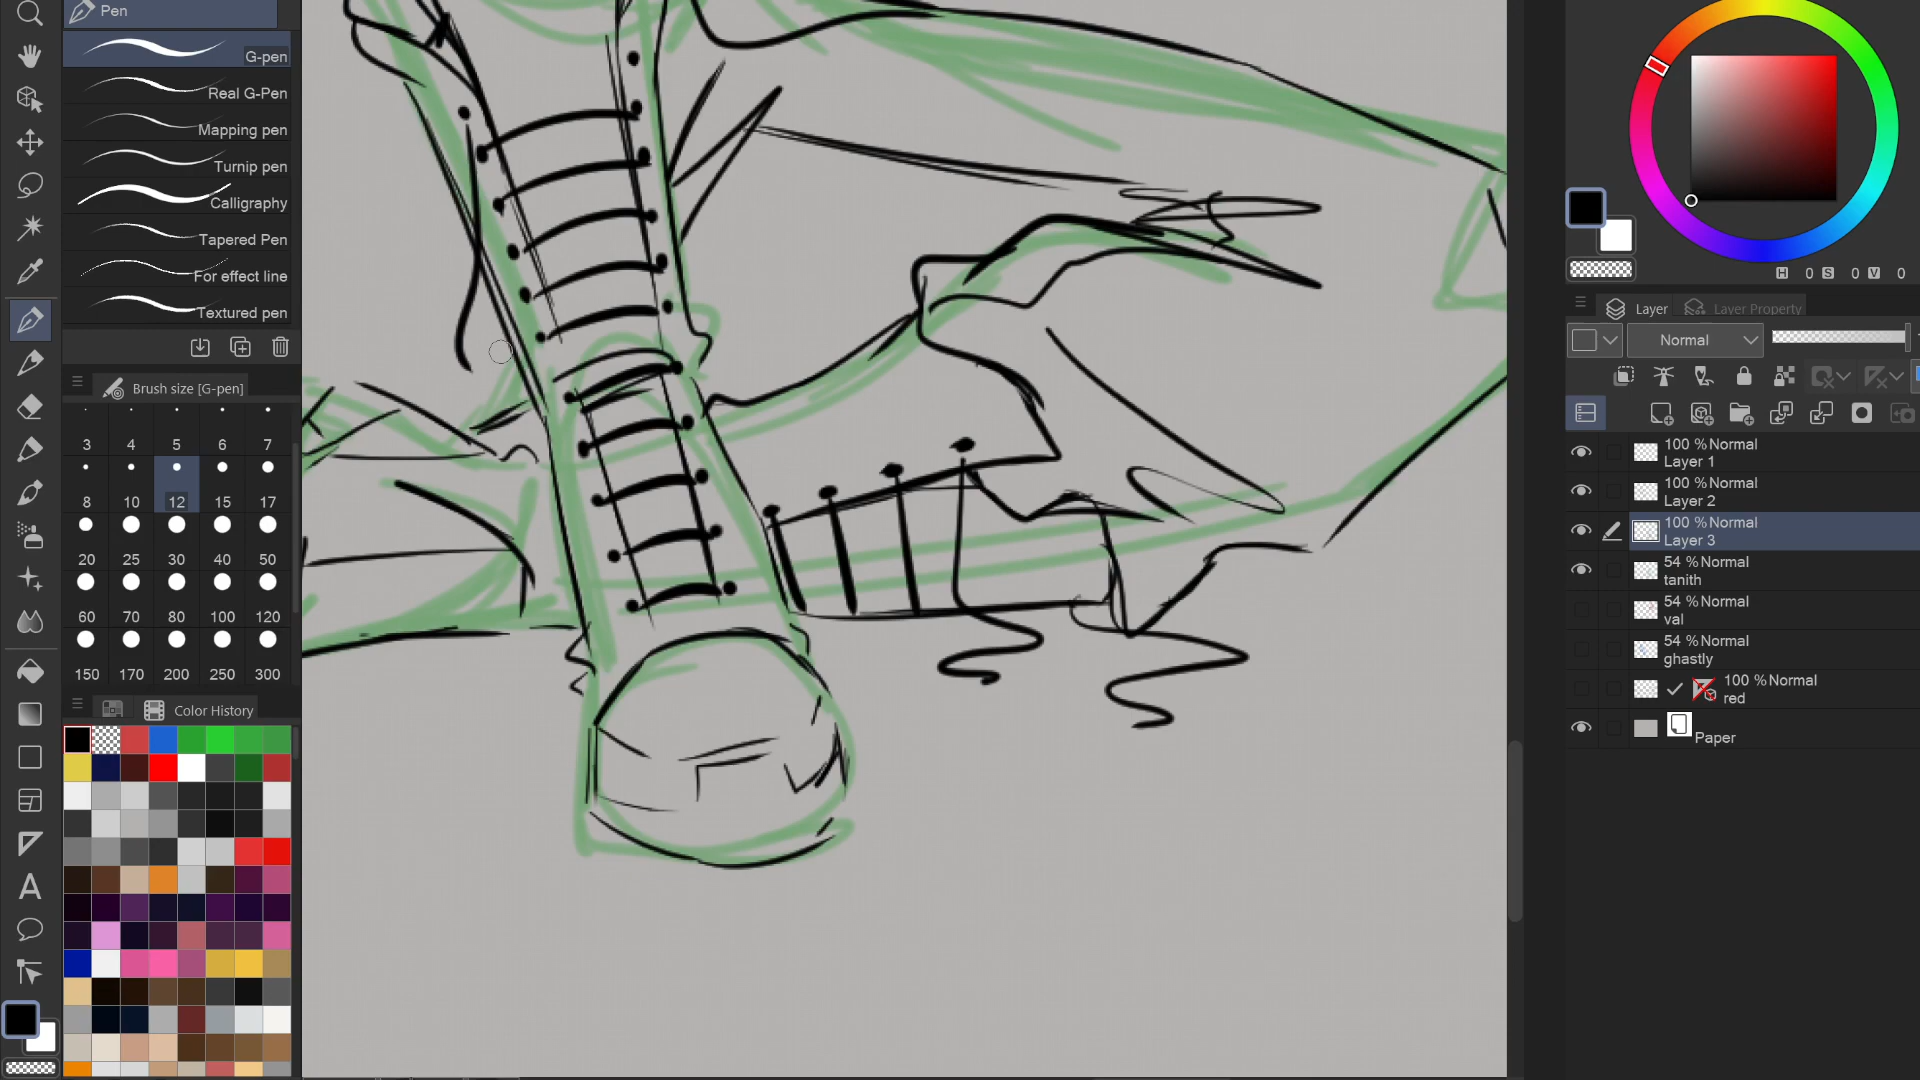 Pen
G-pen
Real G-Pen
Mapping pen
Turnip pen
Calligraphy
Tapered Pen
For effect line
Textured pen
Brush size [G-pen]
3 4 5 6 7
8 10 12 15 17
20 25 30 40 50
60 70 80 100 120
150 170 200 250 300
Color History
H 0 S 0 V 0
Layer Layer Property
Normal
100 % Normal
Layer 1
100 % Normal
Layer 2
100 % Normal
Layer 3
54 % Normal
tanith
54 % Normal
val
54 % Normal
ghastly
100 % Normal
red
Paper